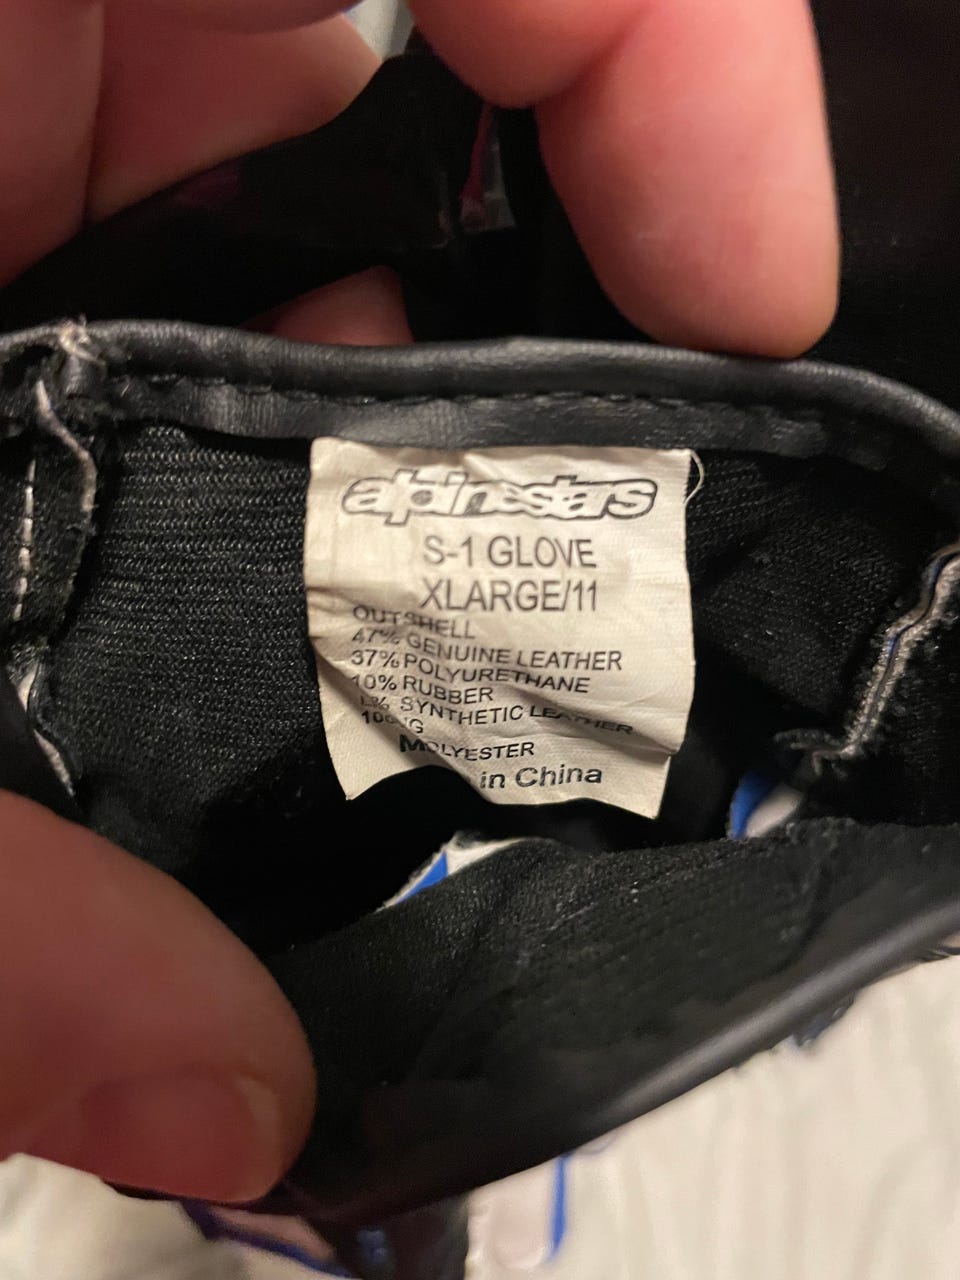 alpinestars
S-1 GLOVE
XLARGE/11
OUTSHELL
47% GENUINE LEATHER
37% POLYURETHANE
10% RUBBER
SYNTHETIC LEATHER
in China